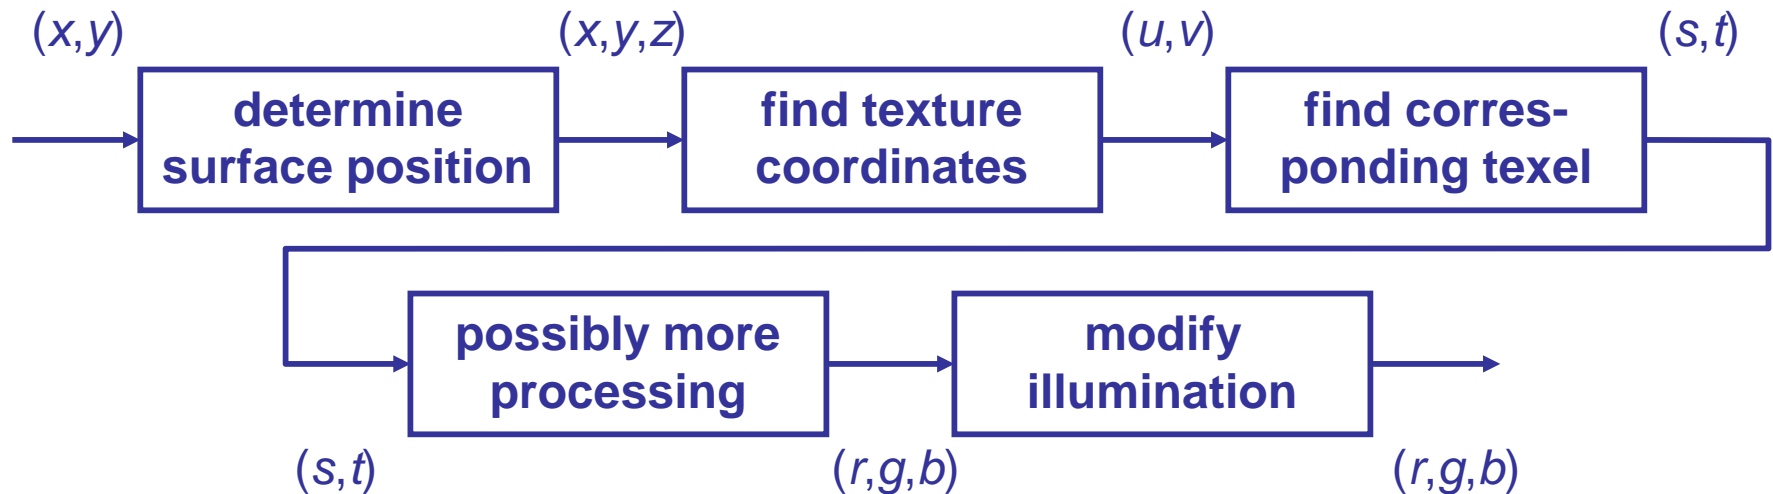 (x,y) (x,y,z) (u,v) (s,t)
determine
surface position
find texture
coordinates
find corres-
ponding texel
possibly more
processing
modify
illumination
(s,t) (r,g,b) (r,g,b)